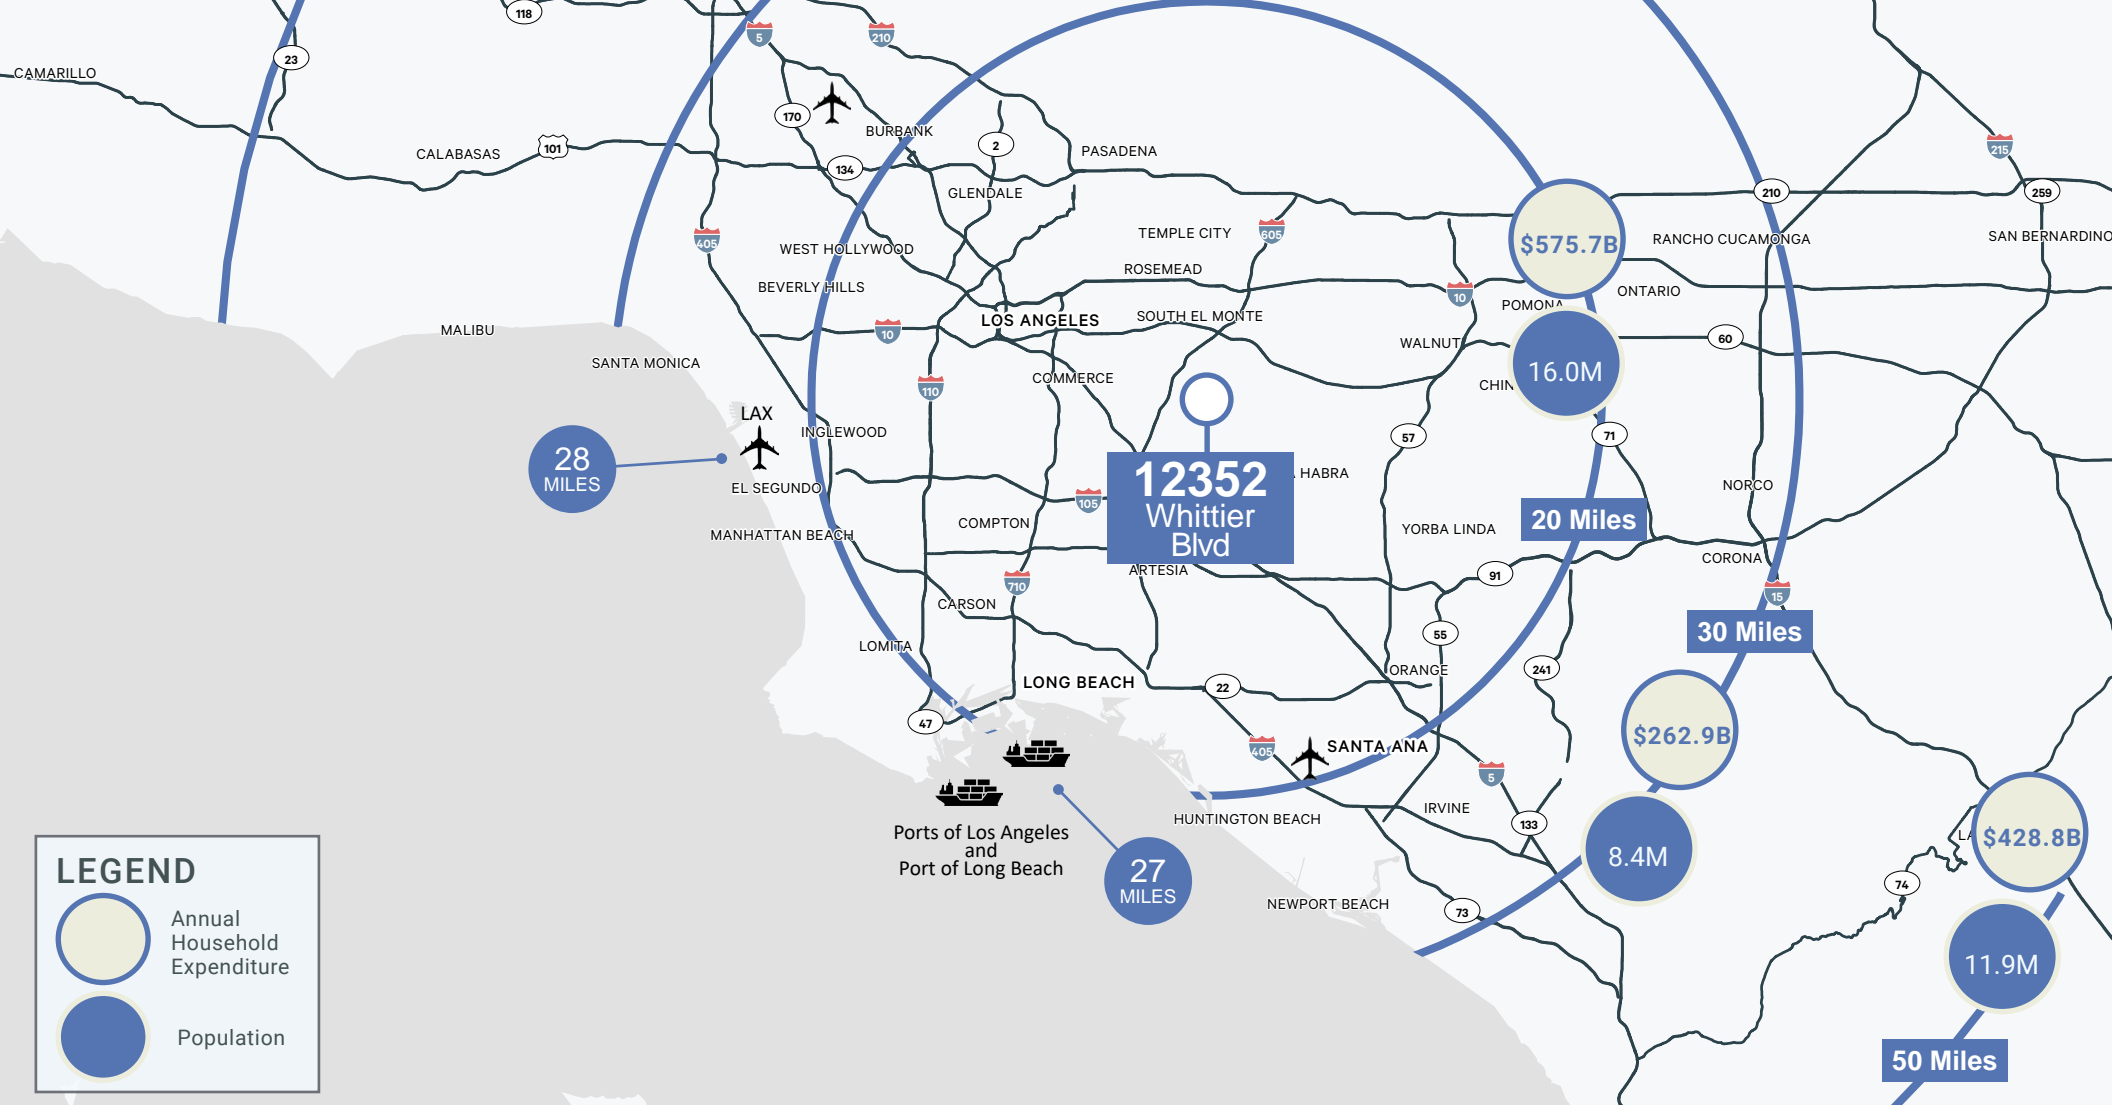 118
5
210
23
CAMARILLO
170
BURBANK
2
101
CALABASAS
134
PASADENA
215
GLENDALE
210
259
405
WEST HOLLYWOOD
TEMPLE CITY
605
$575.7B
RANCHO CUCAMONGA
SAN BERNARDINO
BEVERLY HILLS
ROSEMEAD
10
POMONA
ONTARIO
MALIBU
10
LOS ANGELES
SOUTH EL MONTE
WALNUT
60
SANTA MONICA
110
COMMERCE
CHIN
16.0M
LAX
INGLEWOOD
57
71
28
MILES
EL SEGUNDO
105
12352
Whittier
Blvd
HABRA
NORCO
MANHATTAN BEACH
COMPTON
YORBA LINDA
20 Miles
ARTESIA
91
CORONA
710
15
CARSON
55
30 Miles
LOMITA
ORANGE
241
LONG BEACH
22
47
405
SANTA ANA
$262.9B
5
Ports of Los Angeles
and
Port of Long Beach
27
MILES
HUNTINGTON BEACH
IRVINE
133
8.4M
LA
$428.8B
74
NEWPORT BEACH
73
11.9M
50 Miles
LEGEND
Annual
Household
Expenditure
Population